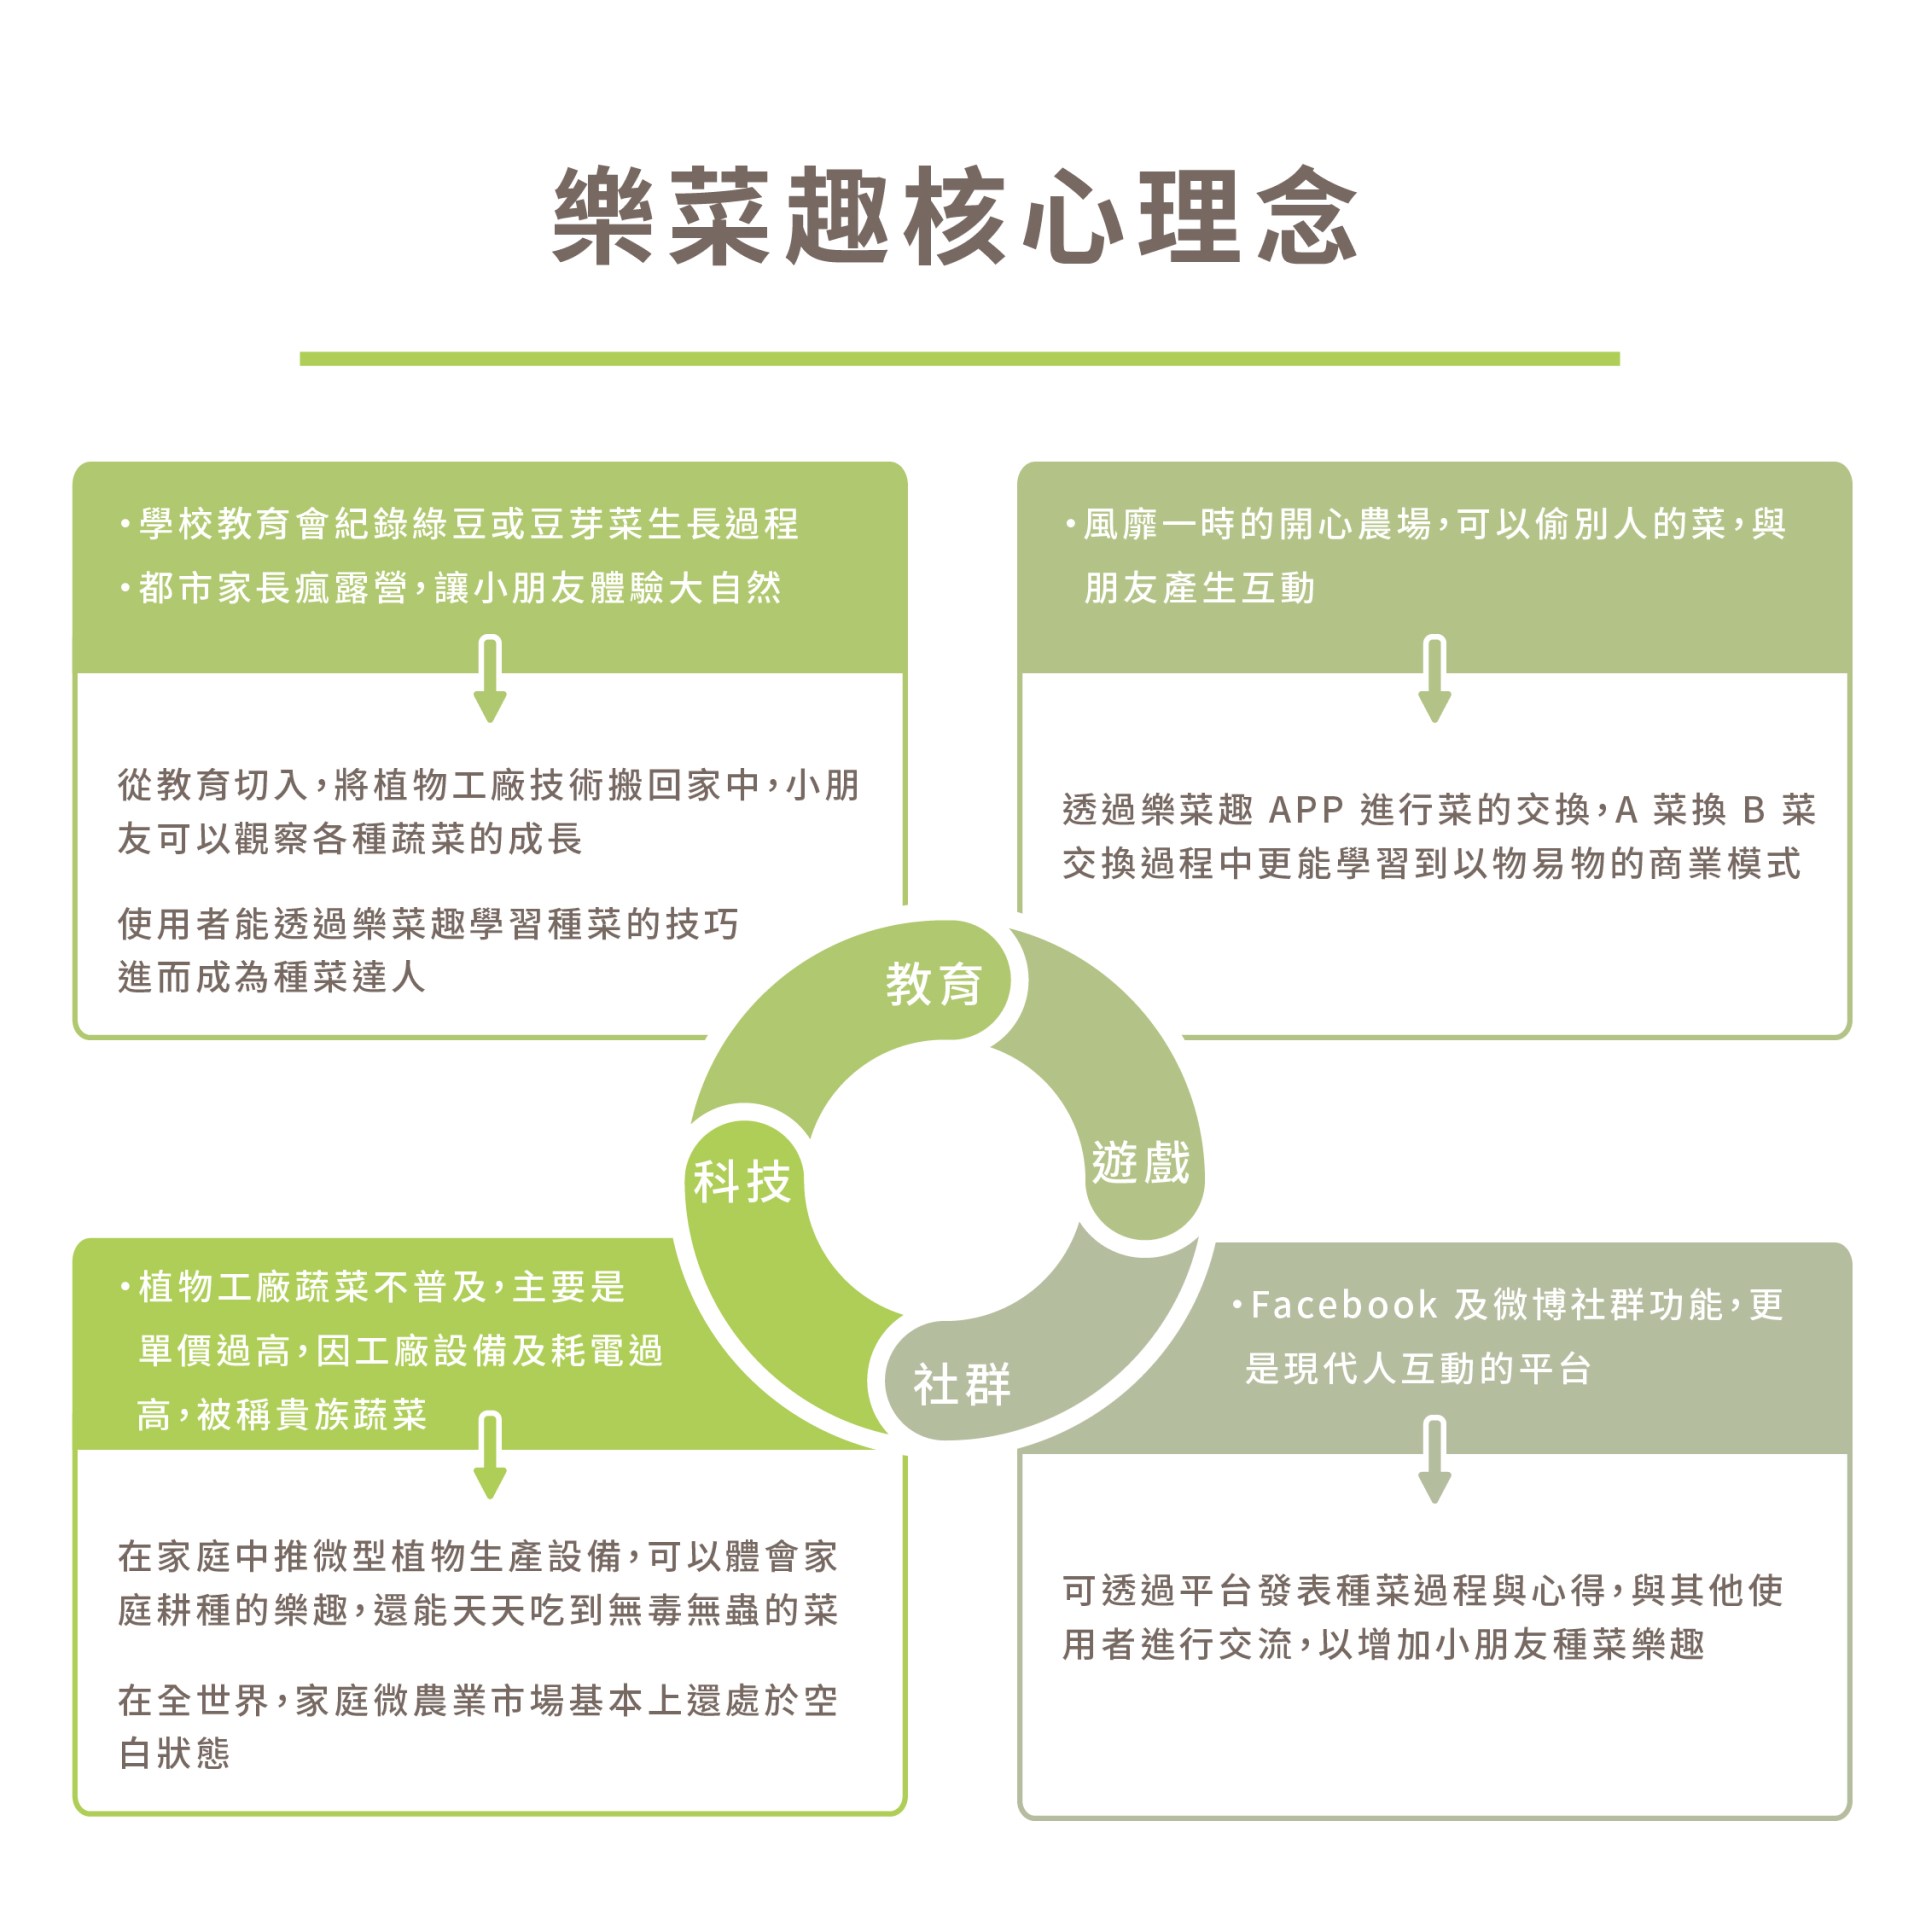 樂菜趣核心理念
・學校教育會紀錄綠豆或豆芽菜生長過程
・都市家長瘋露營，讓小朋友體驗大自然
從教育切入，將植物工廠技術搬回家中，小朋
友可以觀察各種蔬菜的成長
使用者能透過樂菜趣學習種菜的技巧
進而成為種菜達人
・風靡一時的開心農場，可以偷別人的菜，與
朋友產生互動
透過樂菜趣 APP 進行菜的交換，A 菜換 B 菜
交換過程中更能學習到以物易物的商業模式
教育
遊戲
科技
社群
・植物工廠蔬菜不普及，主要是
單價過高，因工廠設備及耗電過
高，被稱貴族蔬菜
在家庭中推微型植物生產設備，可以體會家
庭耕種的樂趣，還能天天吃到無毒無蟲的菜
在全世界，家庭微農業市場基本上還處於空
白狀態
・Facebook 及微博社群功能，更
是現代人互動的平台
可透過平台發表種菜過程與心得，與其他使
用者進行交流，以增加小朋友種菜樂趣